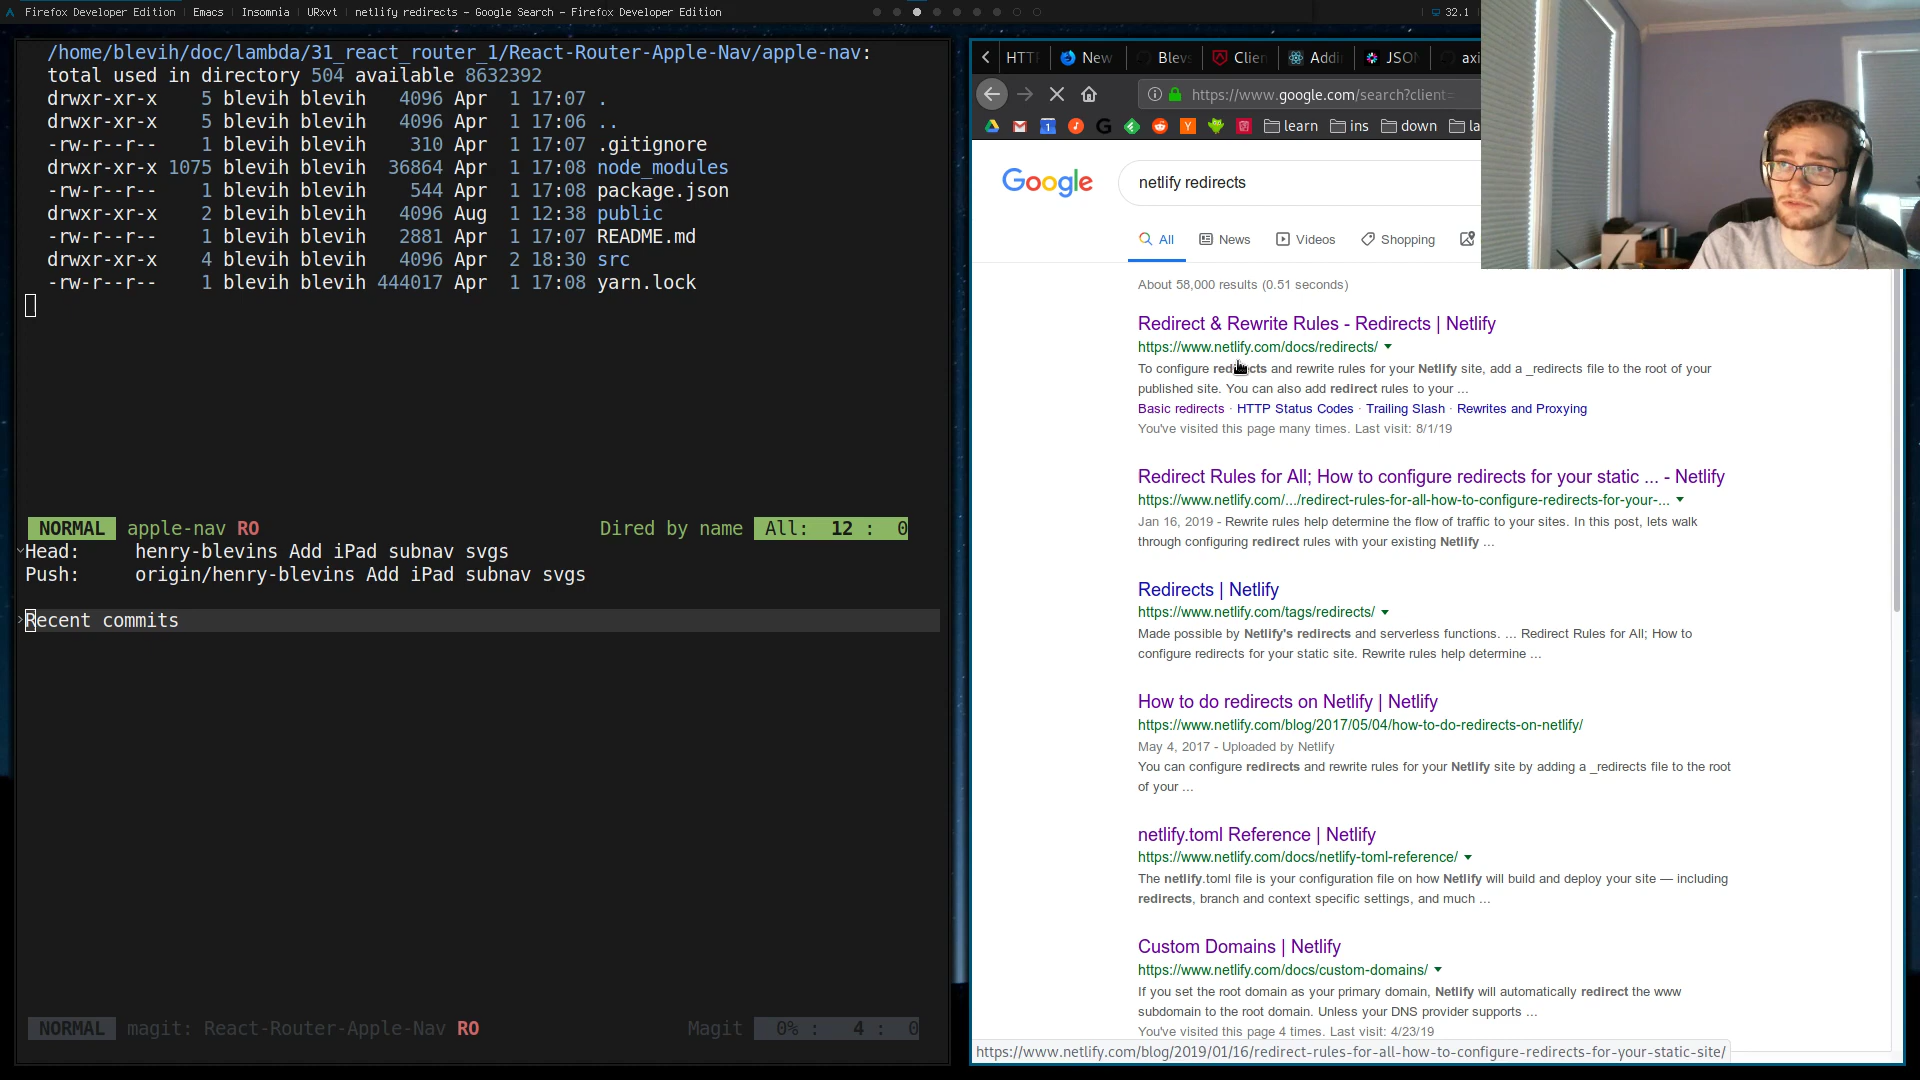 Firefox Developer Edition | Emacs | Insomnia | URxvt | netlify redirects - Google Search - Firefox Developer Edition
32.1
/home/blevih/doc/lambda/31_react_router_1/React-Router-Apple-Nav/apple-nav:
total used in directory 504 available 8632392
drwxr-xr-x 5 blevih blevih 4096 Apr 1 17:07 .
drwxr-xr-x 5 blevih blevih 4096 Apr 1 17:06 ..
-rw-r--r-- 1 blevih blevih 310 Apr 1 17:07 .gitignore
drwxr-xr-x 1075 blevih blevih 36864 Apr 1 17:08 node_modules
-rw-r--r-- 1 blevih blevih 544 Apr 1 17:08 package.json
drwxr-xr-x 2 blevih blevih 4096 Aug 1 12:38 public
-rw-r--r-- 1 blevih blevih 2881 Apr 1 17:07 README.md
drwxr-xr-x 4 blevih blevih 4096 Apr 2 18:30 src
-rw-r--r-- 1 blevih blevih 444017 Apr 1 17:08 yarn.lock
NORMAL apple-nav RO Dired by name All: 12 : 0
Head: henry-blevins Add iPad subnav svgs
Push: origin/henry-blevins Add iPad subnav svgs
Recent commits
NORMAL magit: React-Router-Apple-Nav RO Magit 0% : 4 : 0
HTT New Blev Clien Addi JSO axi
https://www.google.com/search?client=
learn ins down la
Google
netlify redirects
All News Videos Shopping
About 58,000 results (0.51 seconds)
Redirect & Rewrite Rules - Redirects | Netlify
https://www.netlify.com/docs/redirects/
To configure redirects and rewrite rules for your Netlify site, add a _redirects file to the root of your
published site. You can also add redirect rules to your ...
Basic redirects · HTTP Status Codes · Trailing Slash · Rewrites and Proxying
You've visited this page many times. Last visit: 8/1/19
Redirect Rules for All; How to configure redirects for your static ... - Netlify
https://www.netlify.com/.../redirect-rules-for-all-how-to-configure-redirects-for-your-...
Jan 16, 2019 - Rewrite rules help determine the flow of traffic to your sites. In this post, lets walk
through configuring redirect rules with your existing Netlify ...
Redirects | Netlify
https://www.netlify.com/tags/redirects/
Made possible by Netlify's redirects and serverless functions. ... Redirect Rules for All; How to
configure redirects for your static site. Rewrite rules help determine ...
How to do redirects on Netlify | Netlify
https://www.netlify.com/blog/2017/05/04/how-to-do-redirects-on-netlify/
May 4, 2017 - Uploaded by Netlify
You can configure redirects and rewrite rules for your Netlify site by adding a _redirects file to the root
of your ...
netlify.toml Reference | Netlify
https://www.netlify.com/docs/netlify-toml-reference/
The netlify.toml file is your configuration file on how Netlify will build and deploy your site — including
redirects, branch and context specific settings, and much ...
Custom Domains | Netlify
https://www.netlify.com/docs/custom-domains/
If you set the root domain as your primary domain, Netlify will automatically redirect the www
subdomain to the root domain. Unless your DNS provider supports ...
You've visited this page 4 times. Last visit: 4/23/19
https://www.netlify.com/blog/2019/01/16/redirect-rules-for-all-how-to-configure-redirects-for-your-static-site/